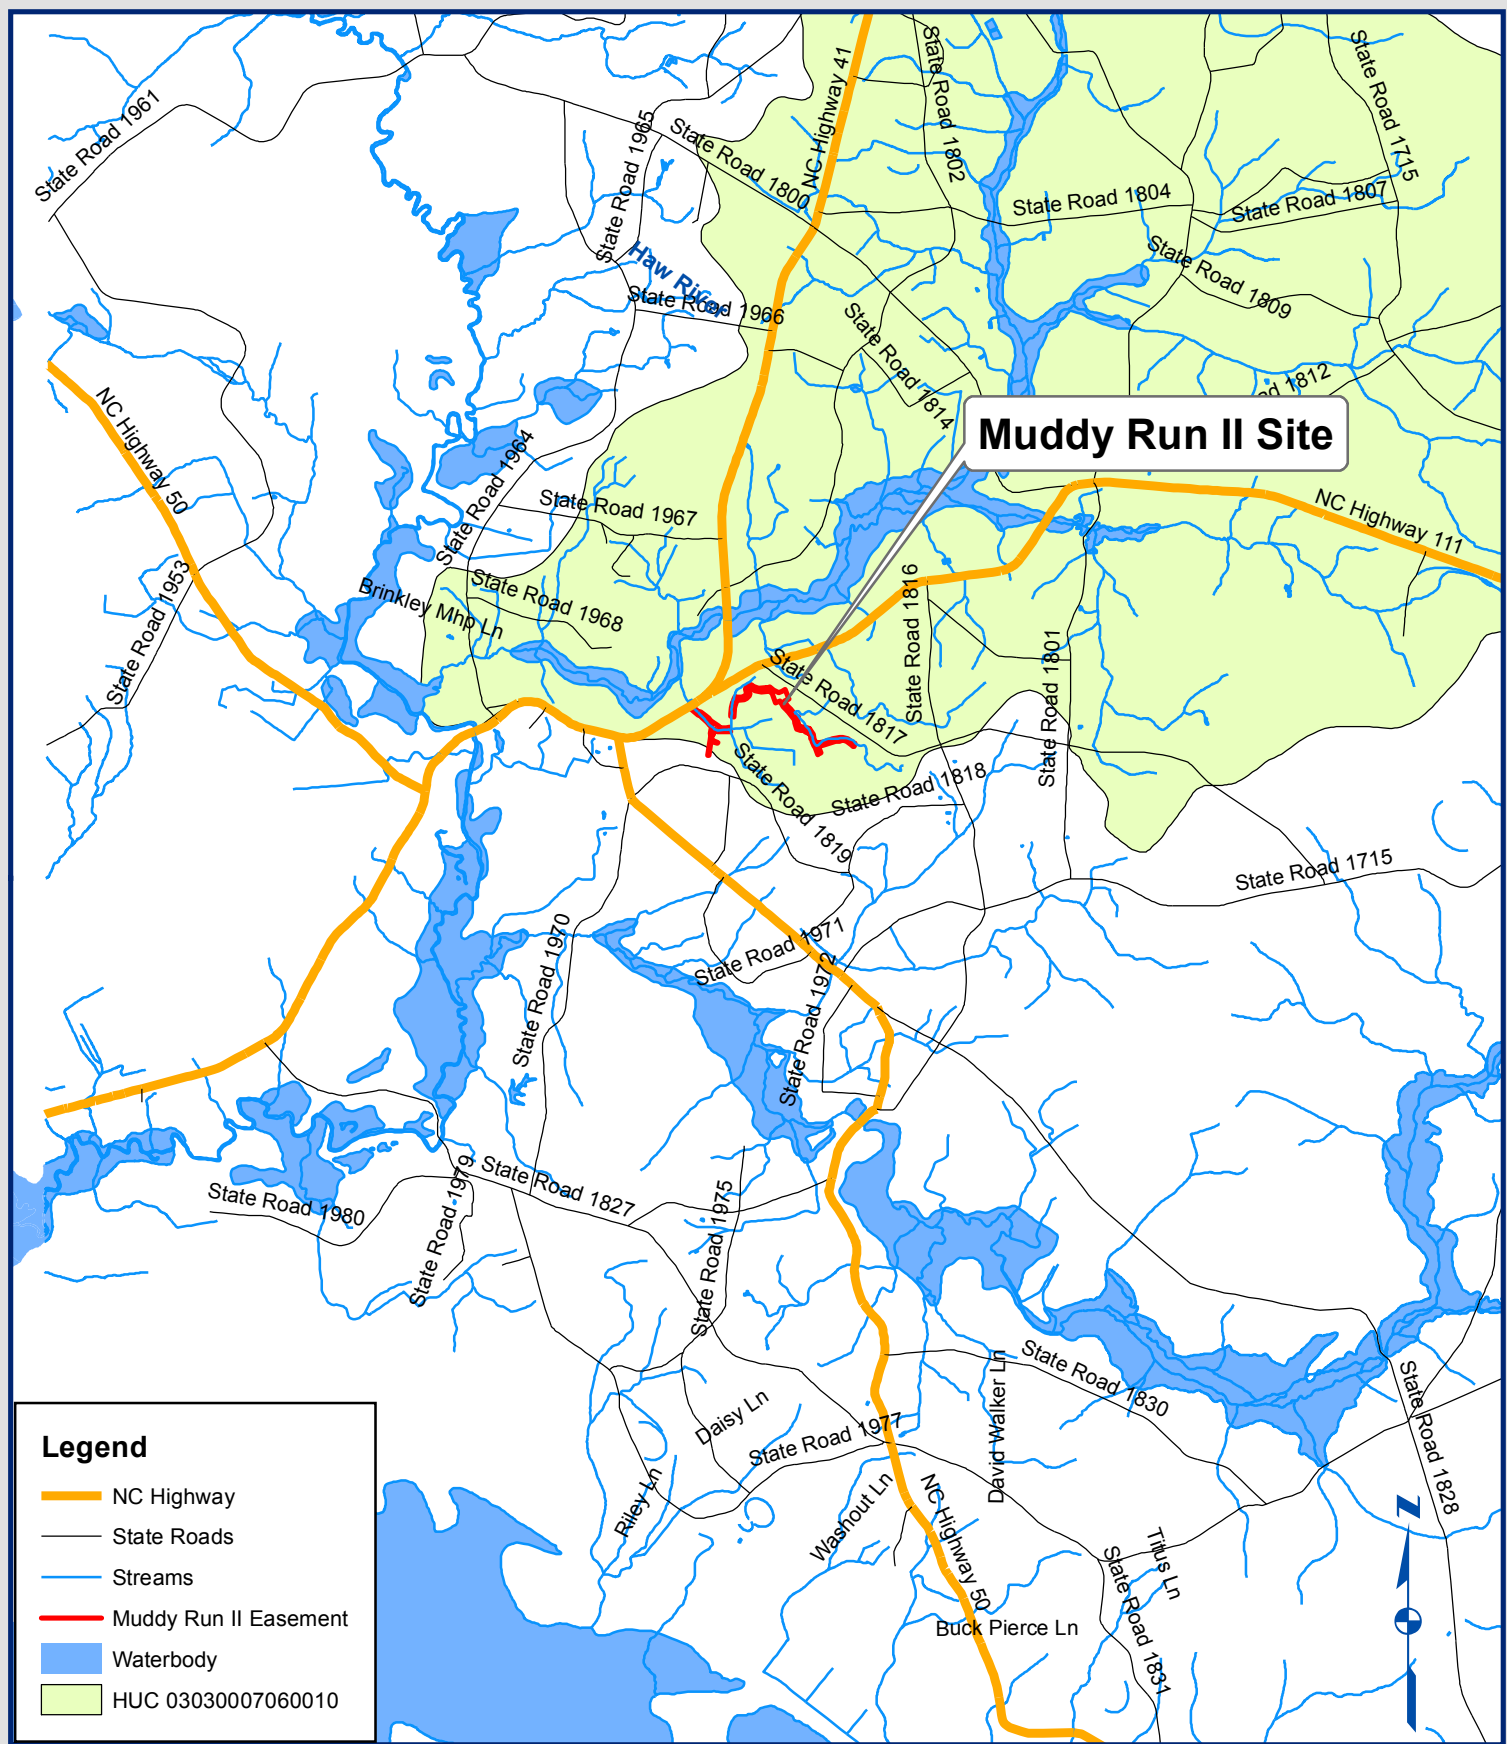 State Road 1961
State Road 1965
State Road 1800
NC Highway 41
State Road 1802
State Road 1715
State Road 1804
State Road 1807
State Road 1809
Haw River
State Road 1966
State Road 1814
ad 1812
Muddy Run II Site
NC Highway 50
State Road 1964
State Road 1967
NC Highway 111
State Road 1953
Brinkley Mhp Ln
State Road 1968
State Road 1816
State Road 1801
State Road 1817
State Road 1818
State Road 1819
State Road 1715
State Road 1970
State Road 1971
State Road 1972
State Road 1979
State Road 1827
State Road 1980
State Road 1975
State Road 1830
David Walker Ln
Daisy Ln
State Road 1977
State Road 1828
Riley Ln
Washout Ln
NC Highway 50
Titus Ln
State Road 1831
Buck Pierce Ln
N
Legend
NC Highway
State Roads
Streams
Muddy Run II Easement
Waterbody
HUC 03030007060010